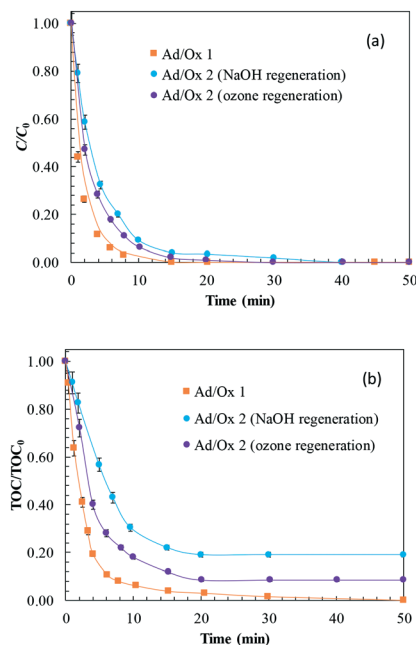 1.00
(a)
Ad/Ox 1
Ad/Ox 2 (NaOH regeneration)
0.80
Ad/Ox 2 (ozone regeneration)
0.60
C/C0
0.40
0.20
0.00
0 10 20 30 40 50
Time (min)
1.00
(b)
Ad/Ox 1
0.80
Ad/Ox 2 (NaOH regeneration)
Ad/Ox 2 (ozone regeneration)
0.60
TOC/TOC0
0.40
0.20
0.00
0 10 20 30 40 50
Time (min)